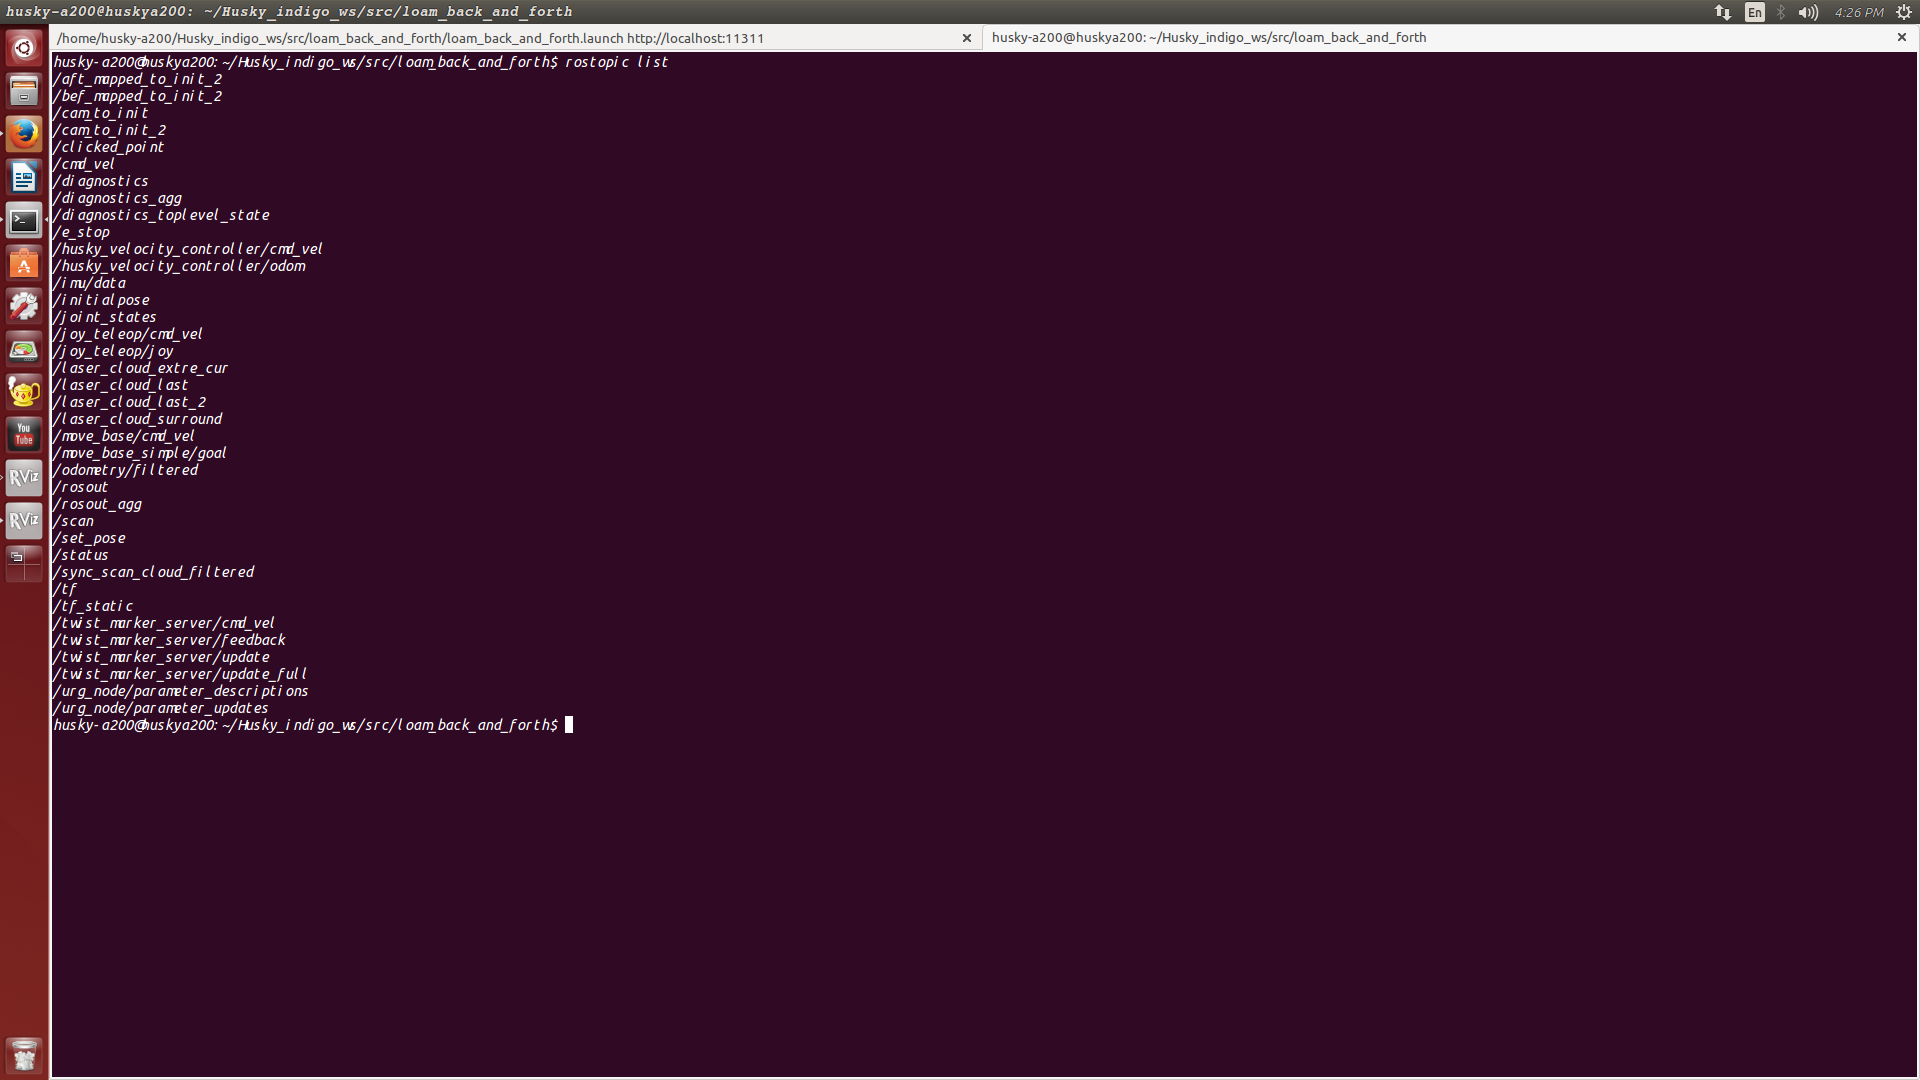 husky-a200@huskya200: ~/Husky_indigo_ws/src/loam_back_and_forth
En
4:26 PM
/home/husky-a200/Husky_indigo_ws/src/loam_back_and_forth/loam_back_and_forth.launch http://localhost:11311
husky-a200@huskya200: ~/Husky_indigo_ws/src/loam_back_and_forth
husky-a200@huskya200:~/Husky_indigo_ws/src/loam_back_and_forth$ rostopic list
/aft_mapped_to_init_2
/bef_mapped_to_init_2
/cam_to_init
/cam_to_init_2
/clicked_point
/cmd_vel
/diagnostics
/diagnostics_agg
/diagnostics_toplevel_state
/e_stop
/husky_velocity_controller/cmd_vel
/husky_velocity_controller/odom
/imu/data
/initialpose
/joint_states
/joy_teleop/cmd_vel
/joy_teleop/joy
/laser_cloud_extre_cur
/laser_cloud_last
/laser_cloud_last_2
/laser_cloud_surround
/move_base/cmd_vel
/move_base_simple/goal
/odometry/filtered
/rosout
/rosout_agg
/scan
/set_pose
/status
/sync_scan_cloud_filtered
/tf
/tf_static
/twist_marker_server/cmd_vel
/twist_marker_server/feedback
/twist_marker_server/update
/twist_marker_server/update_full
/urg_node/parameter_descriptions
/urg_node/parameter_updates
husky-a200@huskya200:~/Husky_indigo_ws/src/loam_back_and_forth$
You
Tube
RViz
RViz